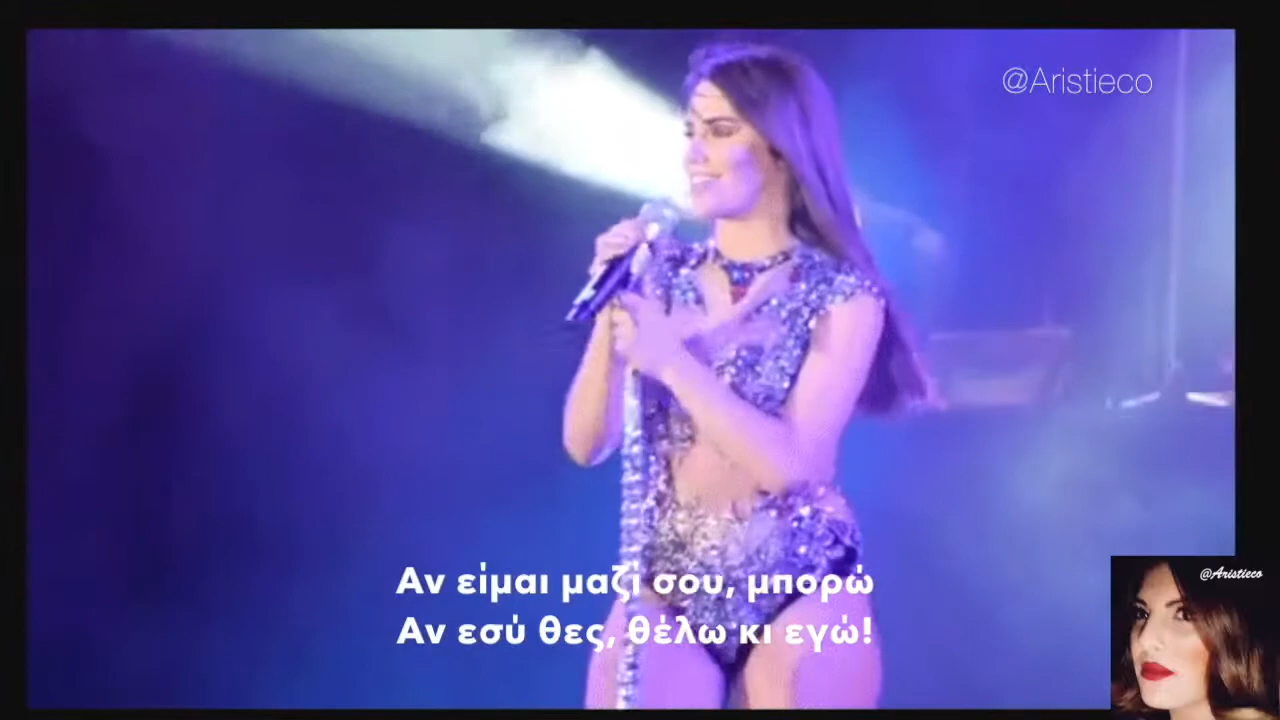 @Aristieco
Αν είμαι μαζί σου, μπορώ
Αν εσύ θες, θέλω κι εγώ!
@Aristieco